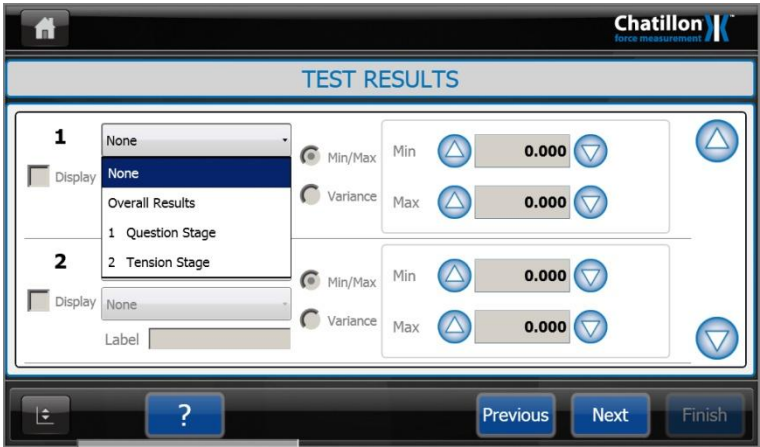 Chatillon
force measurement
TEST RESULTS
1
None
None
Overall Results
1 Question Stage
2 Tension Stage
Display
Min/Max
Variance
Min 0.000
Max 0.000
2
Display
None
Label
Min/Max
Variance
Min 0.000
Max 0.000
?
Previous
Next
Finish